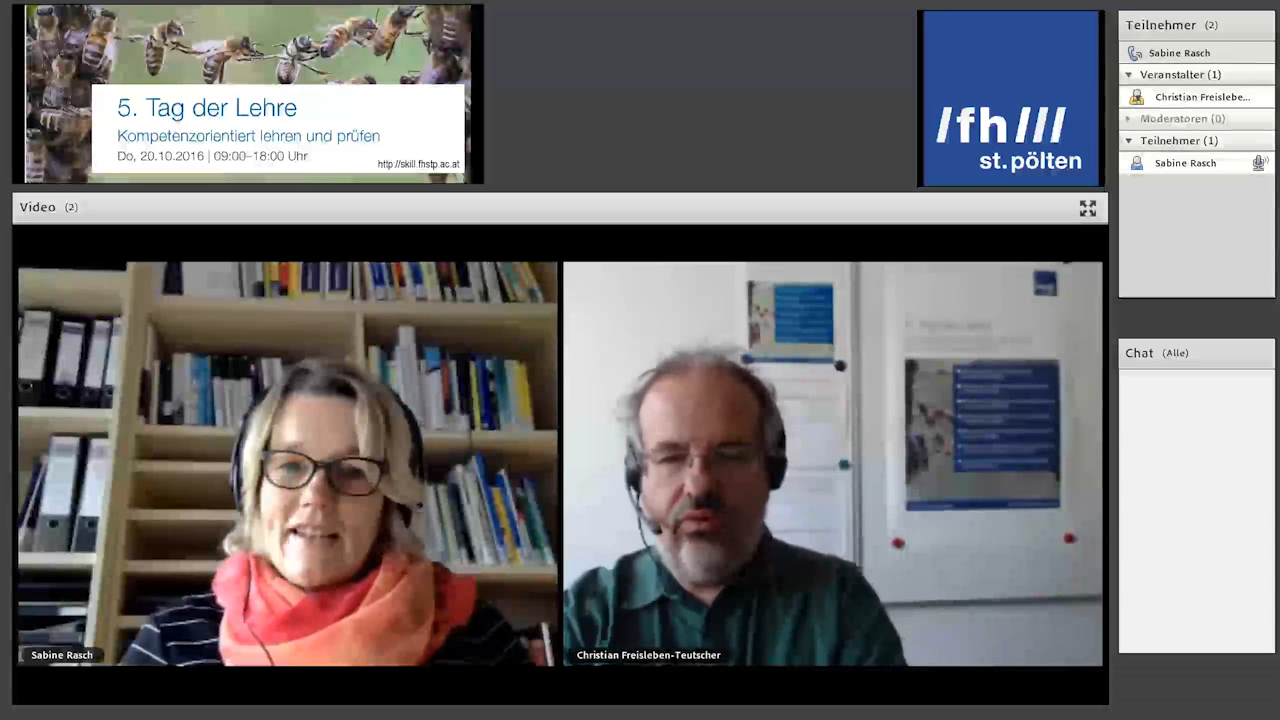 5. Tag der Lehre
Kompetenzorientiert lehren und prüfen
Do, 20.10.2016 | 09:00–18:00 Uhr
http://skill.fhstp.ac.at
/fh///
st.pölten
Teilnehmer (2)
Sabine Rasch
Veranstalter (1)
Christian Freislebe...
Moderatoren (0)
Teilnehmer (1)
Sabine Rasch
Video (2)
Chat (Alle)
Sabine Rasch
Christian Freisleben-Teutscher